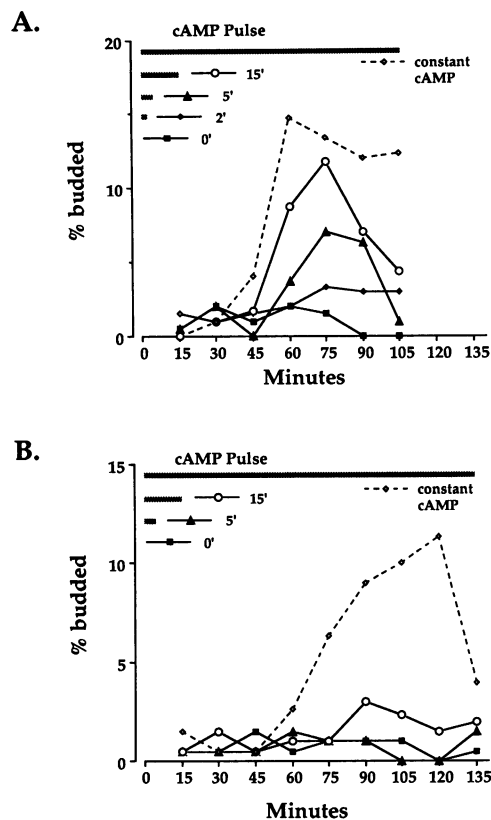 A.
cAMP Pulse
20
15'
constant
cAMP
5'
2'
0'
10
% budded
0
0 15 30 45 60 75 90 105 120 135
Minutes
B.
cAMP Pulse
15
15'
constant
cAMP
5'
0'
10
% budded
5
0
0 15 30 45 60 75 90 105 120 135
Minutes